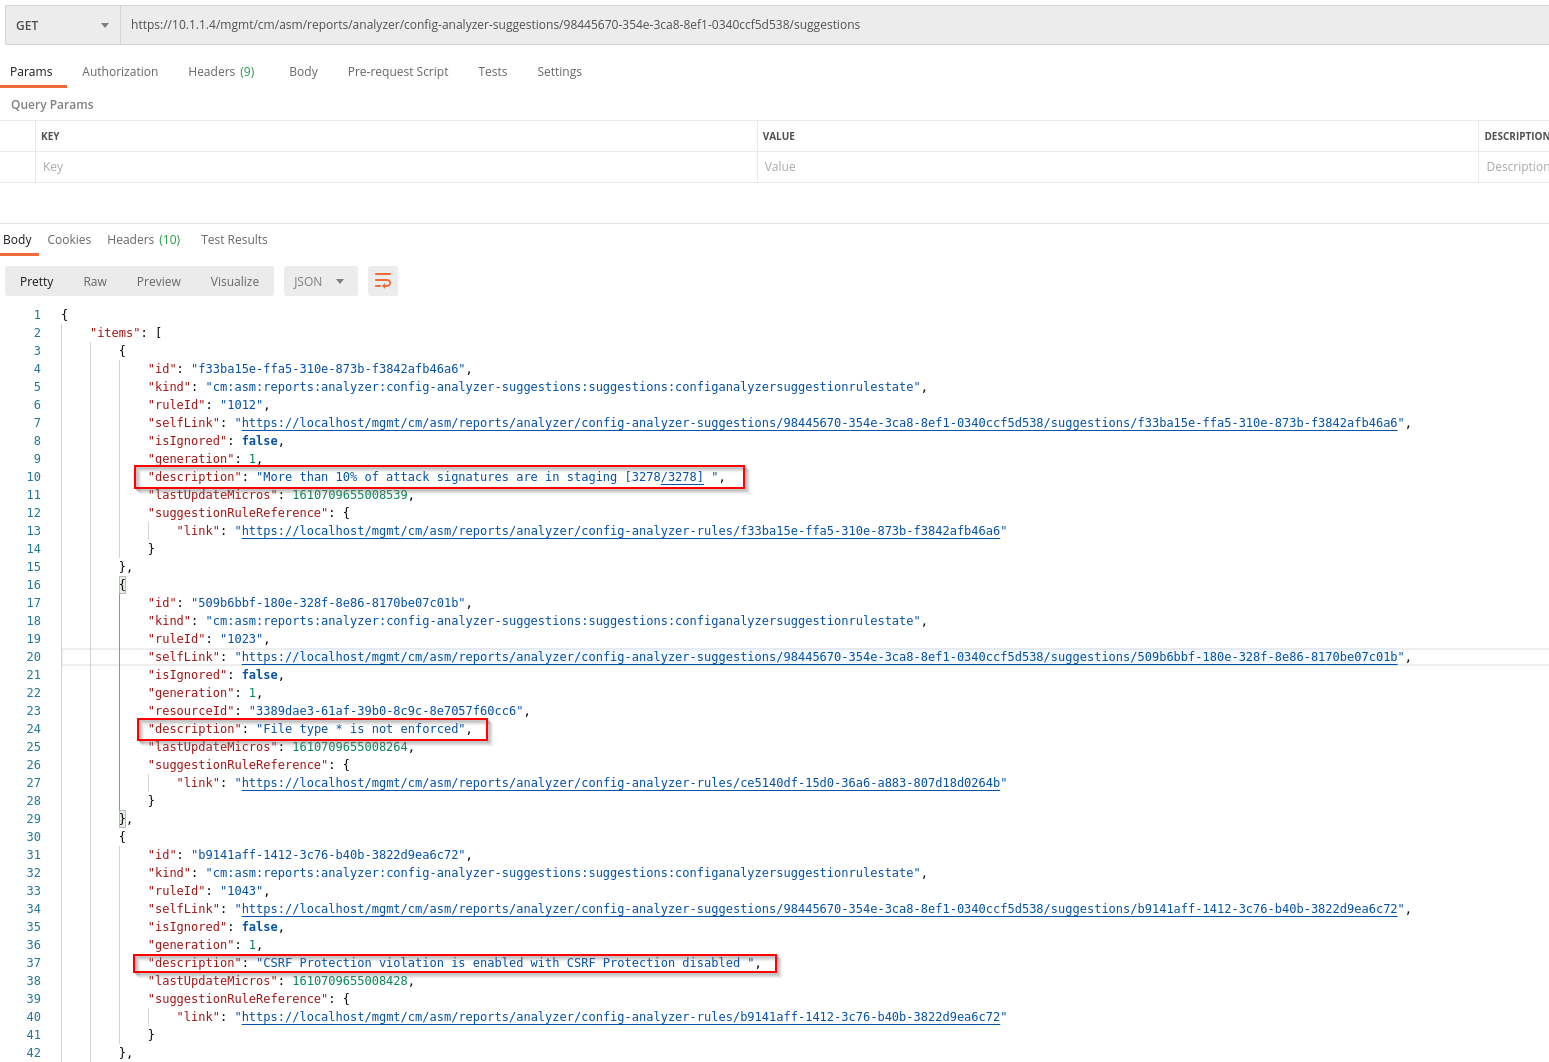 GET https://10.1.1.4/mgmt/cm/asm/reports/analyzer/config-analyzer-suggestions/98445670-354e-3ca8-8ef1-0340ccf5d538/suggestions
Params Authorization Headers (9) Body Pre-request Script Tests Settings
Query Params
KEY VALUE DESCRIPTION
Key Value Description
Body Cookies Headers (10) Test Results
Pretty Raw Preview Visualize JSON
1 {
2 "items": [
3 {
4 "id": "f33ba15e-ffa5-310e-873b-f3842afb46a6",
5 "kind": "cm:asm:reports:analyzer:config-analyzer-suggestions:suggestions:configanalyzersuggestionrulestate",
6 "ruleId": "1012",
7 "selfLink": "https://localhost/mgmt/cm/asm/reports/analyzer/config-analyzer-suggestions/98445670-354e-3ca8-8ef1-0340ccf5d538/suggestions/f33ba15e-ffa5-310e-873b-f3842afb46a6",
8 "isIgnored": false,
9 "generation": 1,
10 "description": "More than 10% of attack signatures are in staging [3278/3278] ",
11 "lastUpdateMicros": 1610709655008539,
12 "suggestionRuleReference": {
13 "link": "https://localhost/mgmt/cm/asm/reports/analyzer/config-analyzer-rules/f33ba15e-ffa5-310e-873b-f3842afb46a6"
14 }
15 },
16 {
17 "id": "509b6bbf-180e-328f-8e86-8170be07c01b",
18 "kind": "cm:asm:reports:analyzer:config-analyzer-suggestions:suggestions:configanalyzersuggestionrulestate",
19 "ruleId": "1023",
20 "selfLink": "https://localhost/mgmt/cm/asm/reports/analyzer/config-analyzer-suggestions/98445670-354e-3ca8-8ef1-0340ccf5d538/suggestions/509b6bbf-180e-328f-8e86-8170be07c01b",
21 "isIgnored": false,
22 "generation": 1,
23 "resourceId": "3389dae3-61af-39b0-8c9c-8e7057f60cc6",
24 "description": "File type * is not enforced",
25 "lastUpdateMicros": 1610709655008264,
26 "suggestionRuleReference": {
27 "link": "https://localhost/mgmt/cm/asm/reports/analyzer/config-analyzer-rules/ce5140df-15d0-36a6-a883-807d18d0264b"
28 }
29 },
30 {
31 "id": "b9141aff-1412-3c76-b40b-3822d9ea6c72",
32 "kind": "cm:asm:reports:analyzer:config-analyzer-suggestions:suggestions:configanalyzersuggestionrulestate",
33 "ruleId": "1043",
34 "selfLink": "https://localhost/mgmt/cm/asm/reports/analyzer/config-analyzer-suggestions/98445670-354e-3ca8-8ef1-0340ccf5d538/suggestions/b9141aff-1412-3c76-b40b-3822d9ea6c72",
35 "isIgnored": false,
36 "generation": 1,
37 "description": "CSRF Protection violation is enabled with CSRF Protection disabled ",
38 "lastUpdateMicros": 1610709655008428,
39 "suggestionRuleReference": {
40 "link": "https://localhost/mgmt/cm/asm/reports/analyzer/config-analyzer-rules/b9141aff-1412-3c76-b40b-3822d9ea6c72"
41 }
42 },